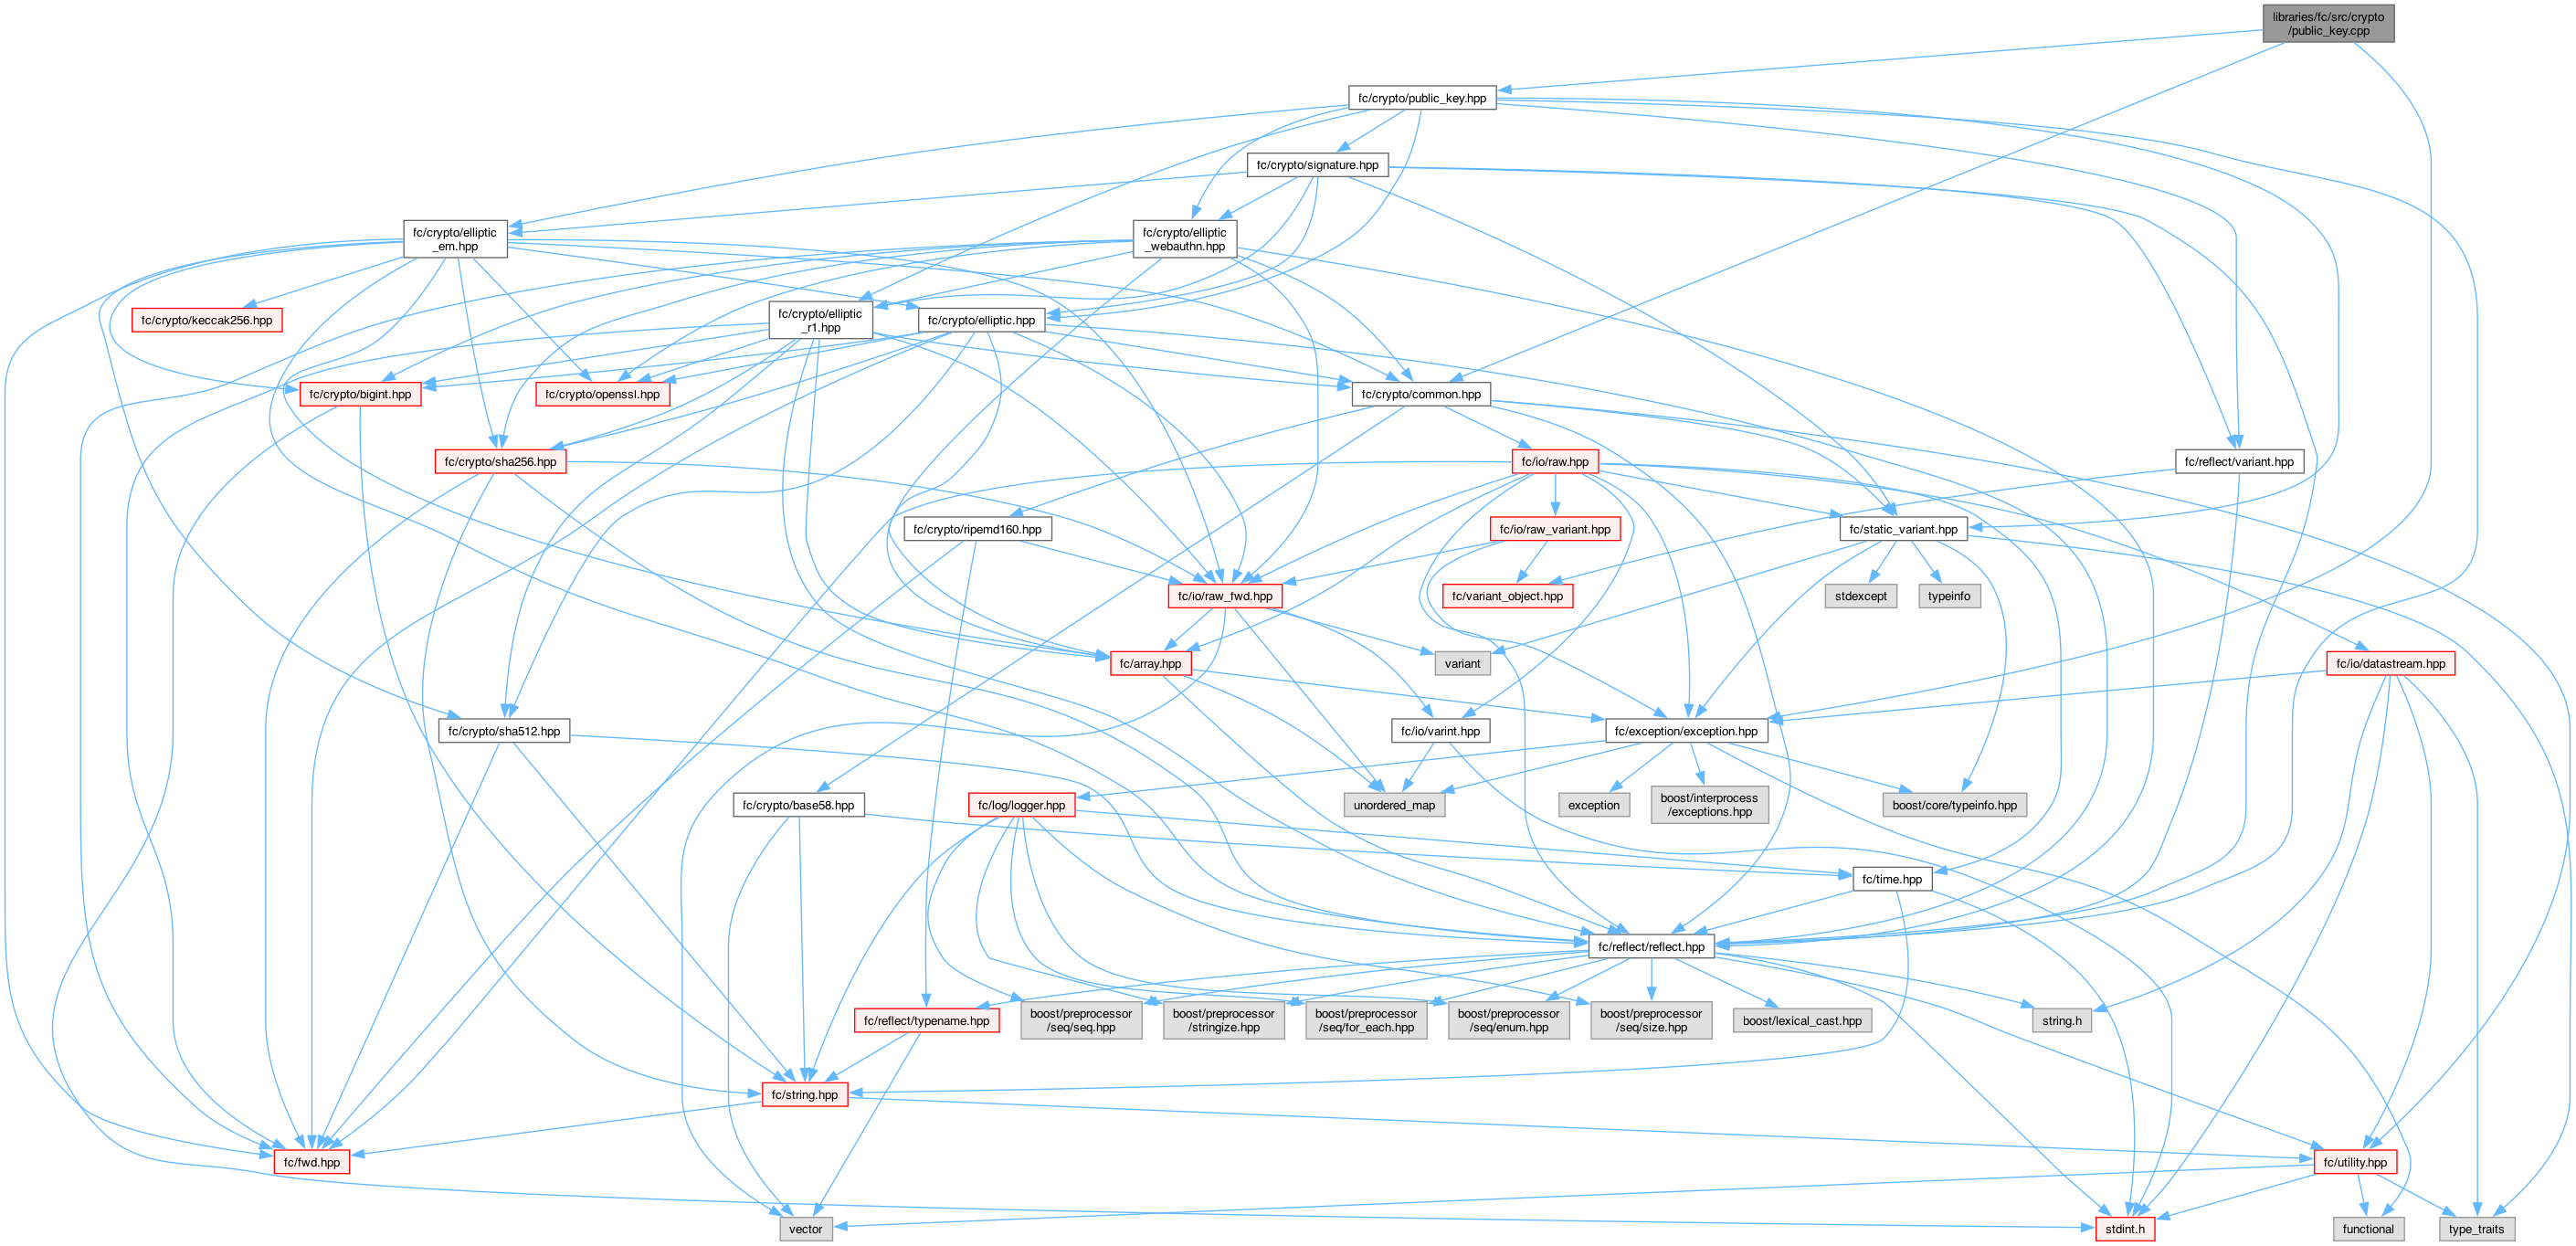 libraries/fc/src/crypto
/public_key.cpp
fc/crypto/public_key.hpp
fc/crypto/signature.hpp
fc/crypto/elliptic
_em.hpp
fc/crypto/elliptic
_webauthn.hpp
fc/crypto/keccak256.hpp
fc/crypto/elliptic
_r1.hpp
fc/crypto/elliptic.hpp
fc/crypto/bigint.hpp
fc/crypto/openssl.hpp
fc/crypto/common.hpp
fc/crypto/sha256.hpp
fc/io/raw.hpp
fc/reflect/variant.hpp
fc/crypto/ripemd160.hpp
fc/io/raw_variant.hpp
fc/static_variant.hpp
fc/io/raw_fwd.hpp
fc/variant_object.hpp
stdexcept
typeinfo
fc/array.hpp
variant
fc/io/datastream.hpp
fc/crypto/sha512.hpp
fc/io/varint.hpp
fc/exception/exception.hpp
fc/crypto/base58.hpp
fc/log/logger.hpp
unordered_map
exception
boost/interprocess
/exceptions.hpp
boost/core/typeinfo.hpp
fc/time.hpp
fc/reflect/reflect.hpp
fc/reflect/typename.hpp
boost/preprocessor
/seq/seq.hpp
boost/preprocessor
/stringize.hpp
boost/preprocessor
/seq/for_each.hpp
boost/preprocessor
/seq/enum.hpp
boost/preprocessor
/seq/size.hpp
boost/lexical_cast.hpp
string.h
fc/string.hpp
fc/fwd.hpp
fc/utility.hpp
vector
stdint.h
functional
type_traits